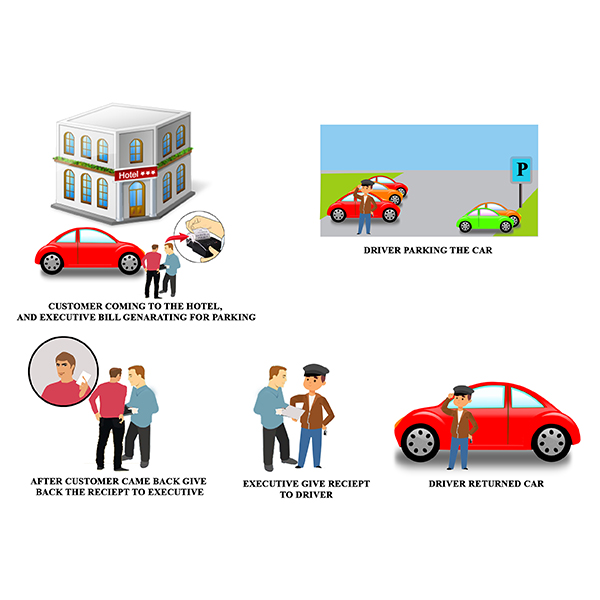 Hotel ***
P
DRIVER PARKING THE CAR
CUSTOMER COMING TO THE HOTEL,
AND EXECUTIVE BILL GENARATING FOR PARKING
AFTER CUSTOMER CAME BACK GIVE
BACK THE RECIEPT TO EXECUTIVE
EXECUTIVE GIVE RECIEPT
TO DRIVER
DRIVER RETURNED CAR